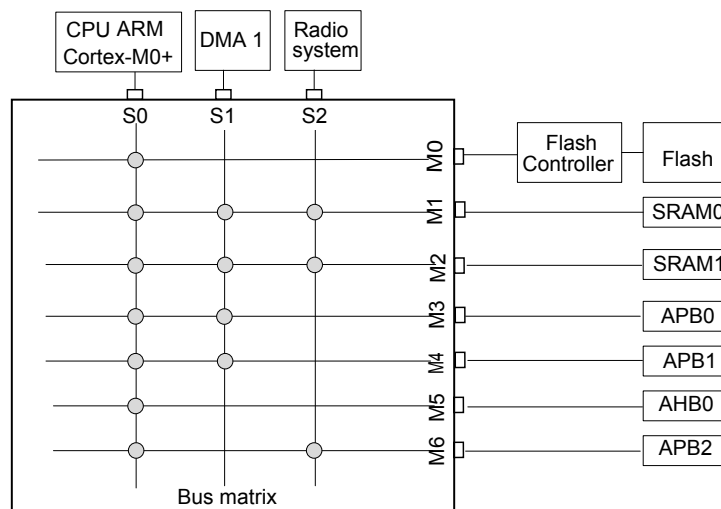 CPU ARM
Cortex-M0+
DMA 1
Radio
system
S0
S1
S2
M0
Flash
Controller
Flash
M1
SRAM0
M2
SRAM1
M3
APB0
M4
APB1
M5
AHB0
M6
APB2
Bus matrix